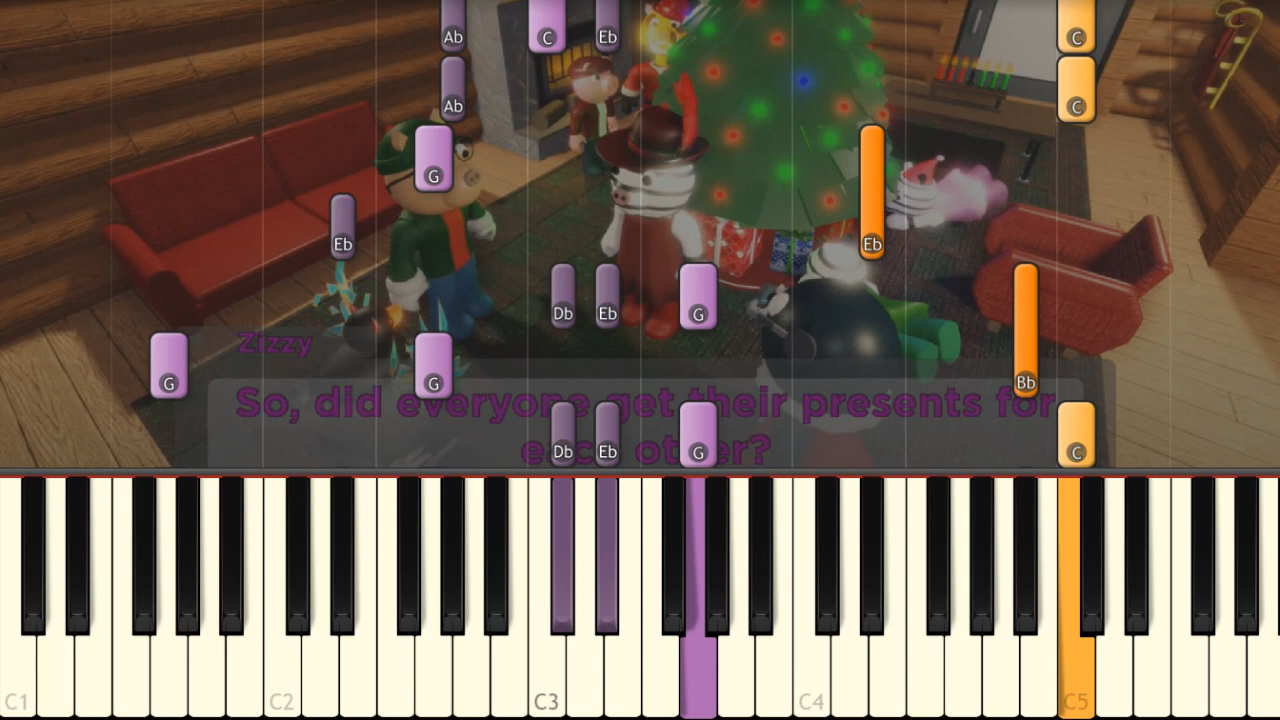 Ab C Eb C
Ab C
G
Eb Eb
Db Eb G
Zizzy
G G Bb
So, did everyone get their presents for
each other?
Db Eb G C
C1 C2 C3 C4 C5